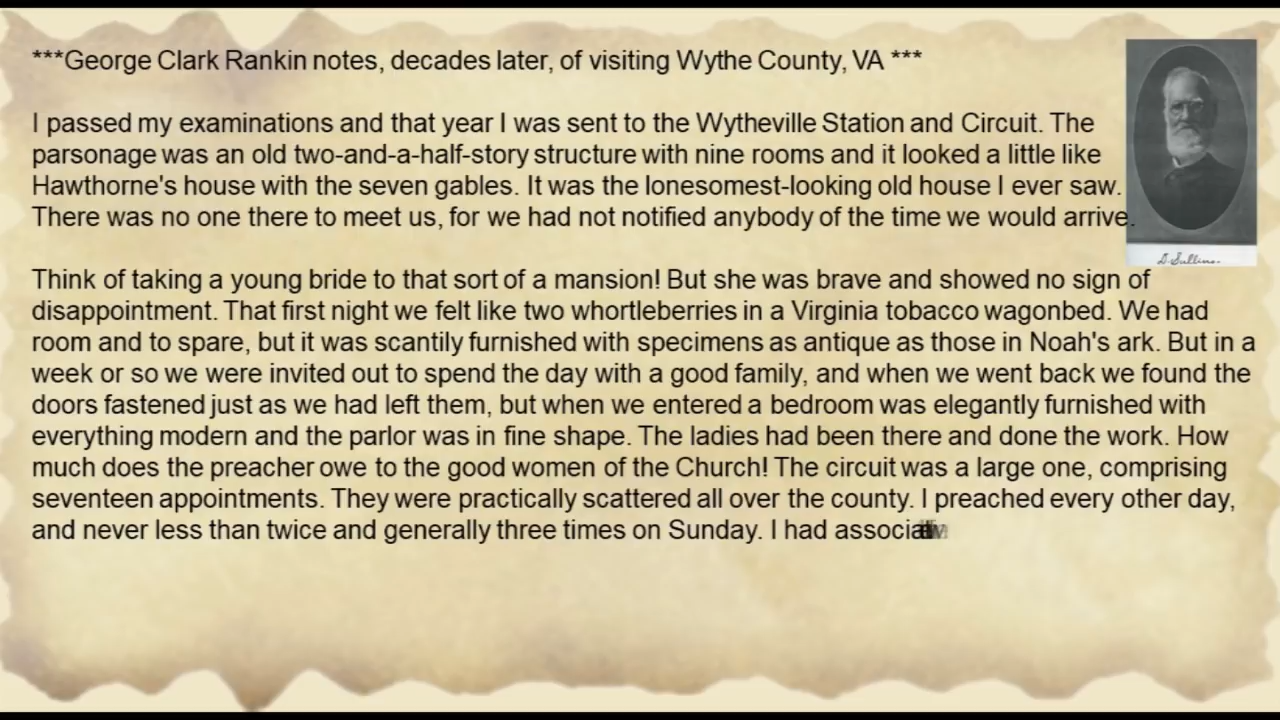 ***George Clark Rankin notes, decades later, of visiting Wythe County, VA ***
I passed my examinations and that year I was sent to the Wytheville Station and Circuit. The
parsonage was an old two-and-a-half-story structure with nine rooms and it looked a little like
Hawthorne's house with the seven gables. It was the lonesomest-looking old house I ever saw.
There was no one there to meet us, for we had not notified anybody of the time we would arrive.
D. Sullins.
Think of taking a young bride to that sort of a mansion! But she was brave and showed no sign of
disappointment. That first night we felt like two whortleberries in a Virginia tobacco wagonbed. We had
room and to spare, but it was scantily furnished with specimens as antique as those in Noah's ark. But in a
week or so we were invited out to spend the day with a good family, and when we went back we found the
doors fastened just as we had left them, but when we entered a bedroom was elegantly furnished with
everything modern and the parlor was in fine shape. The ladies had been there and done the work. How
much does the preacher owe to the good women of the Church! The circuit was a large one, comprising
seventeen appointments. They were practically scattered all over the county. I preached every other day,
and never less than twice and generally three times on Sunday. I had